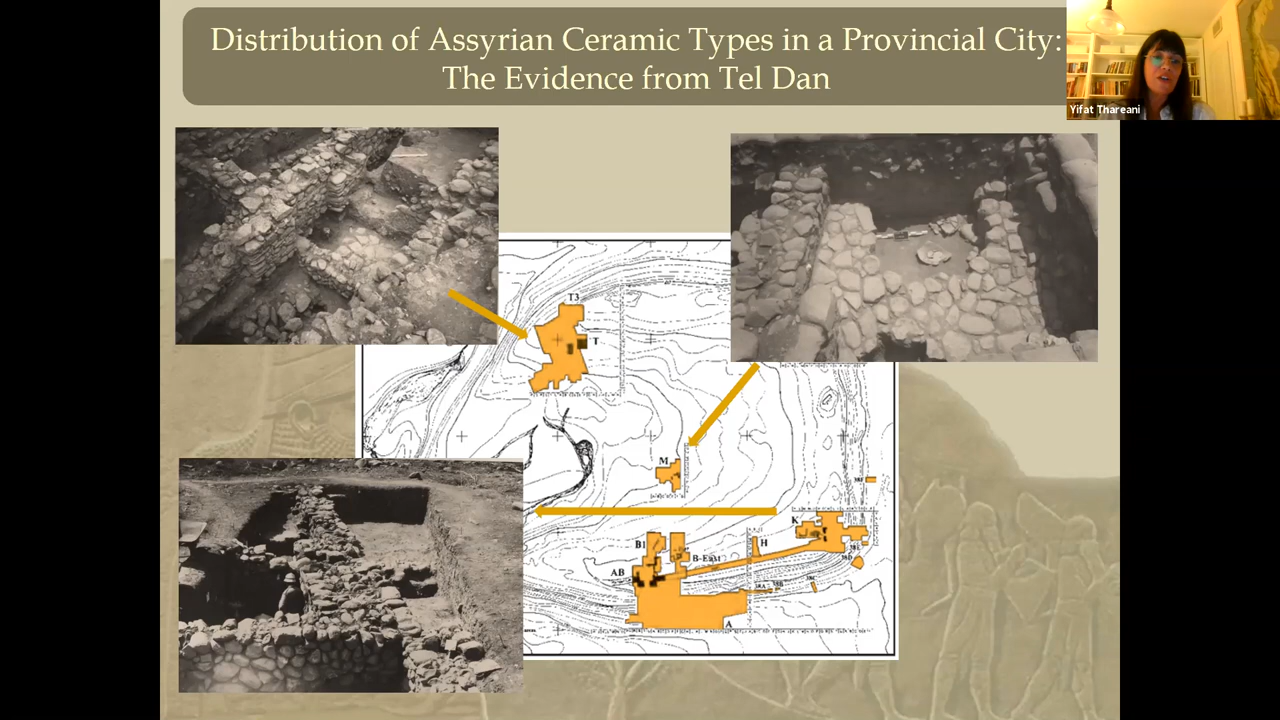 Distribution of Assyrian Ceramic Types in a Provincial City:
The Evidence from Tel Dan
Yifat Thareani
T3
T
M
K
B1
H
B-East
AB
A